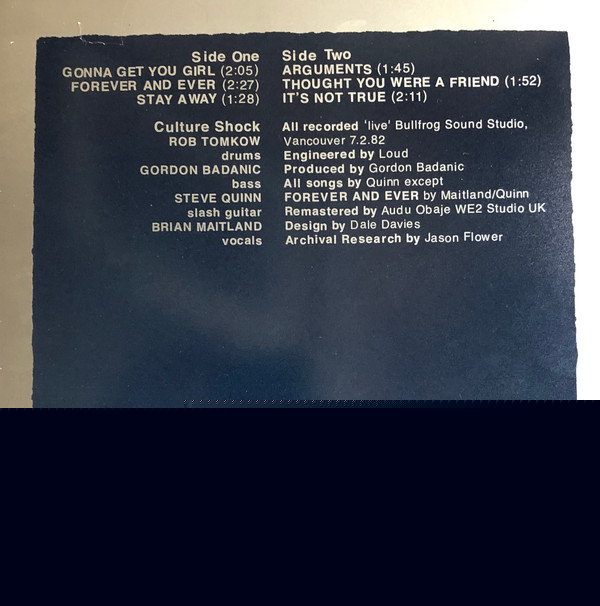 Side One
GONNA GET YOU GIRL (2:05)
FOREVER AND EVER (2:27)
STAY AWAY (1:28)
Culture Shock
ROB TOMKOW
drums
GORDON BADANIC
bass
STEVE QUINN
slash guitar
BRIAN MAITLAND
vocals
Side Two
ARGUMENTS (1:45)
THOUGHT YOU WERE A FRIEND (1:52)
IT'S NOT TRUE (2:11)
All recorded 'live' Bullfrog Sound Studio,
Vancouver 7.2.82
Engineered by Loud
Produced by Gordon Badanic
All songs by Quinn except
FOREVER AND EVER by Maitland/Quinn
Remastered by Audu Obaje WE2 Studio UK
Design by Dale Davies
Archival Research by Jason Flower